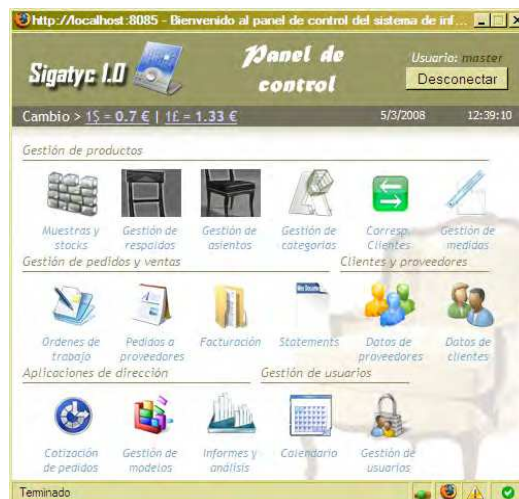 http://localhost:8085 - Bienvenido al panel de control del sistema de inf...
Sigatyc 1.0
Panel de
control
Usuario: master
Desconectar
Cambio > 1$ = 0.7 € | 1£ = 1.33 €
5/3/2008
12:39:10
Gestión de productos
Muestras y
stocks
Gestión de
respaldos
Gestión de
asientos
Gestión de
categorias
Corresp.
Clientes
Gestión de
medidas
Gestión de pedidos y ventas
Clientes y proveedores
Ordenes de
trabajo
Pedidos a
proveedores
Facturación
Statements
Datos de
proveedores
Datos de
clientes
Aplicaciones de dirección
Gestión de usuarios
Cotización
de pedidos
Gestión de
modelos
Informes y
análisis
Calendario
Gestión de
usuarios
Terminado